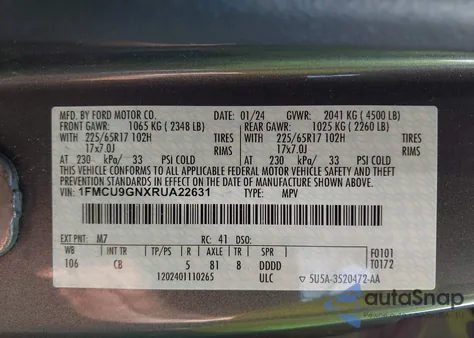 MFD. BY FORD MOTOR CO. 01/24 GVWR: 2041 KG ( 4500 LB)
FRONT GAWR: 1065 KG ( 2348 LB) REAR GAWR: 1025 KG ( 2260 LB)
225/65R17 102H TIRES 225/65R17 102H TIRES
17x7.0J RIMS 17x7.0J RIMS
AT 230 kPa/ 33 PSI COLD AT 230 kPa/ 33 PSI COLD
THIS VEHICLE CONFORMS TO ALL APPLICABLE FEDERAL MOTOR VEHICLE
SAFETY BUMPER, AND THEFT PREVENTION STANDARDS IN EFFECT ON THE DATE OF
MANUFACTURE SHOWN ABOVE.
VIN: 1FMCU9GNXRUA22631 TYPE: MPV
EXT PNT: M7 RC: 41 DSO:
WB TP/PS R AXLE TR SPR F0101
106 CB 5 81 8 DDDD T0172
1202401110265 ULC 5U5A-3520472-AA
autoSnap